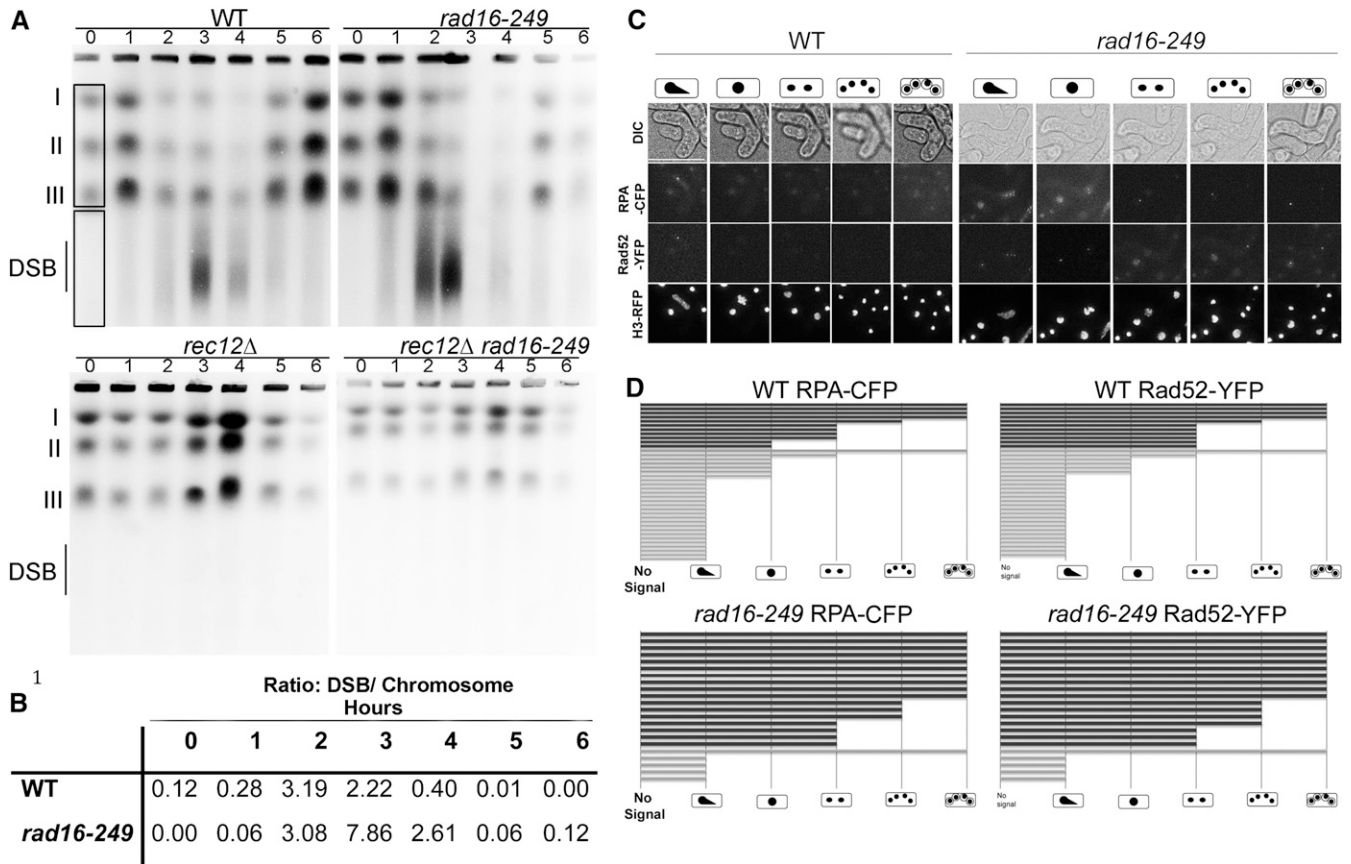 A
WT
rad16-249
0 1 2 3 4 5 6
0 1 2 3 4 5 6
I
II
III
DSB
rec12Δ
rec12Δ rad16-249
0 1 2 3 4 5 6
0 1 2 3 4 5 6
I
II
III
DSB
1
B
Ratio: DSB/ Chromosome
Hours
0 1 2 3 4 5 6
WT 0.12 0.28 3.19 2.22 0.40 0.01 0.00
rad16-249 0.00 0.06 3.08 7.86 2.61 0.06 0.12
C
WT
rad16-249
DIC
RPA
-CFP
Rad52
-YFP
H3-RFP
D
WT RPA-CFP
WT Rad52-YFP
No
Signal
No
signal
rad16-249 RPA-CFP
rad16-249 Rad52-YFP
No
Signal
No
signal